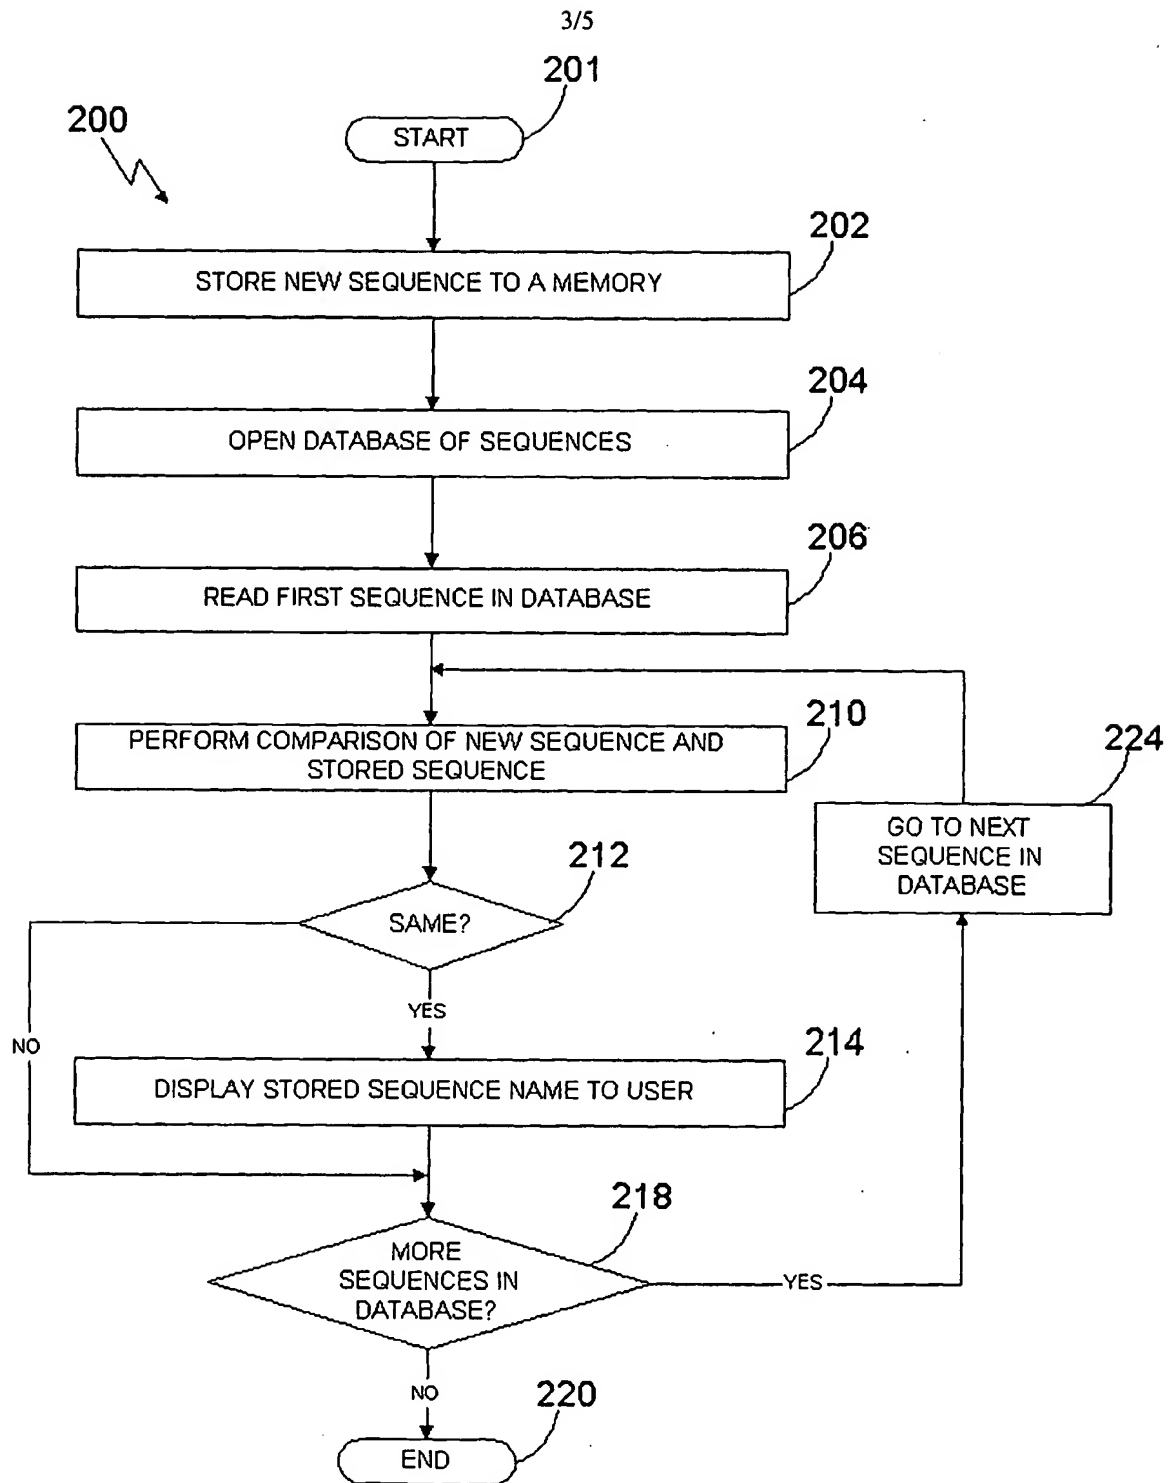 3/5
201
200
START
202
STORE NEW SEQUENCE TO A MEMORY
204
OPEN DATABASE OF SEQUENCES
206
READ FIRST SEQUENCE IN DATABASE
210
PERFORM COMPARISON OF NEW SEQUENCE AND
STORED SEQUENCE
224
GO TO NEXT
SEQUENCE IN
DATABASE
212
SAME?
YES
NO
214
DISPLAY STORED SEQUENCE NAME TO USER
218
MORE
SEQUENCES IN
DATABASE?
YES
NO
220
END